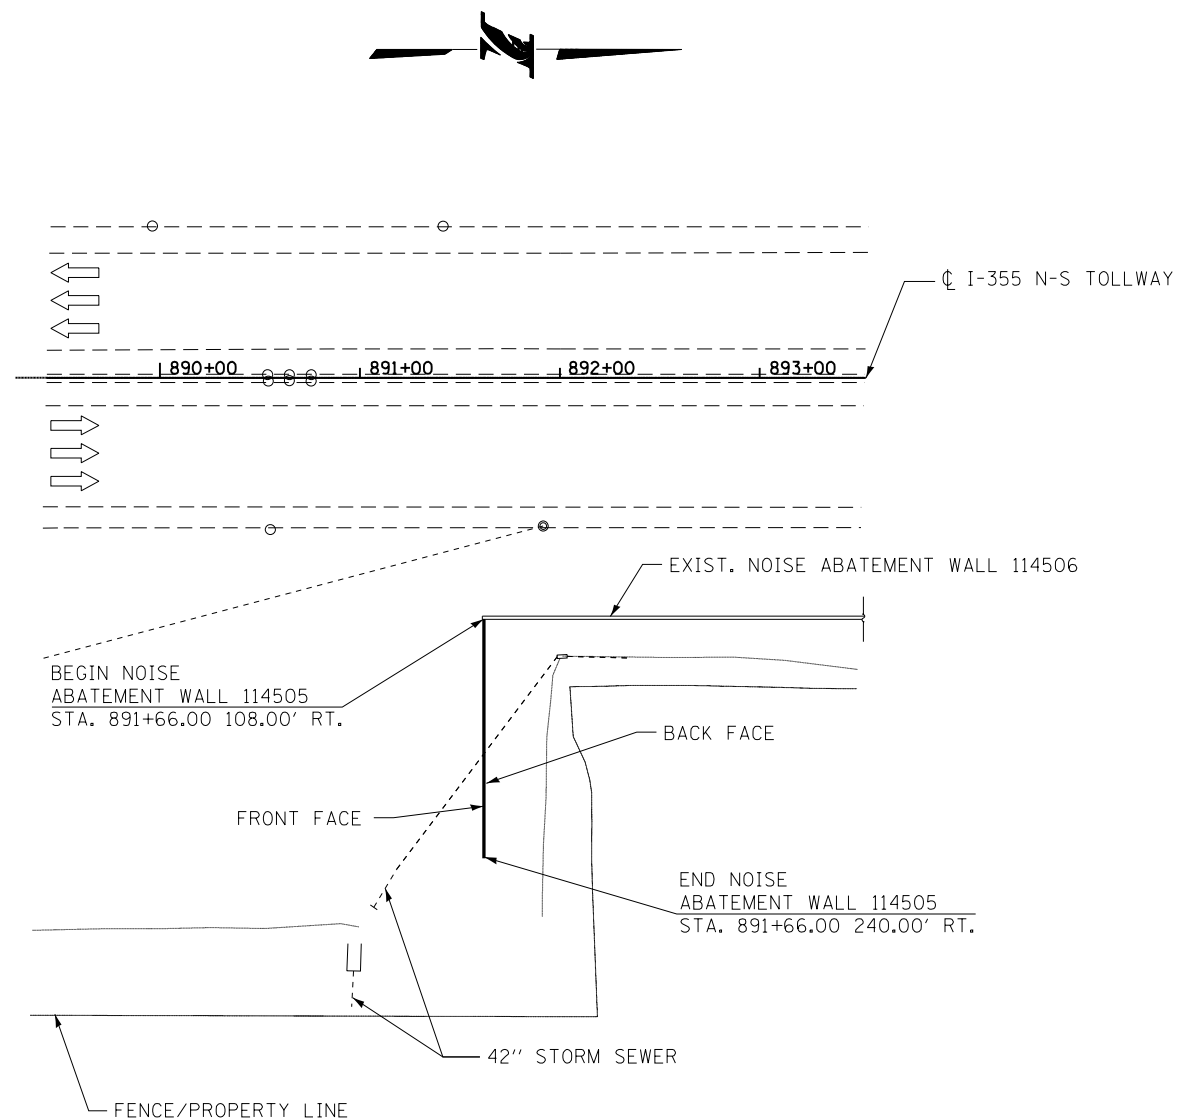 ℄ I-355 N-S TOLLWAY
890+00 891+00 892+00 893+00
EXIST. NOISE ABATEMENT WALL 114506
BEGIN NOISE
ABATEMENT WALL 114505
STA. 891+66.00 108.00' RT.
BACK FACE
FRONT FACE
END NOISE
ABATEMENT WALL 114505
STA. 891+66.00 240.00' RT.
42'' STORM SEWER
FENCE/PROPERTY LINE